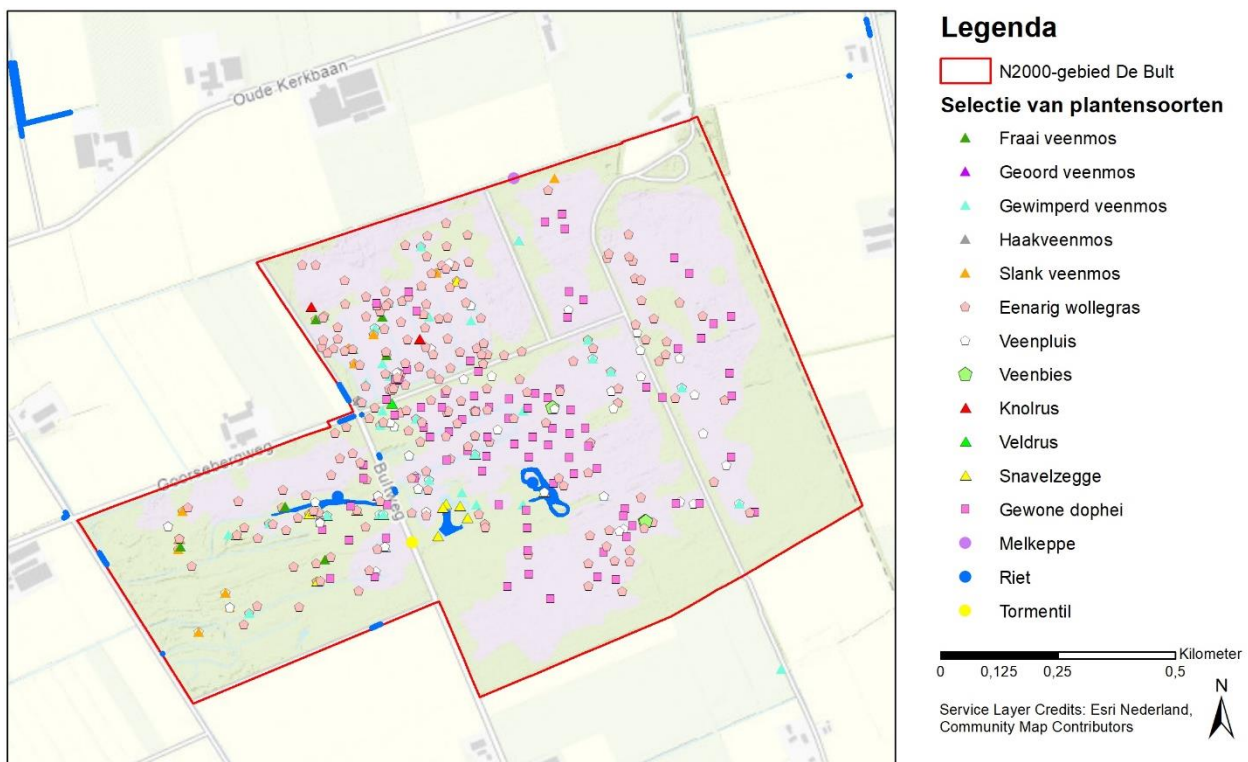 Oude Kerkbaan
Goorsebergweg
Bultweg
Legenda
N2000-gebied De Bult
Selectie van plantensoorten
Fraai veenmos
Geoord veenmos
Gewimperd veenmos
Haakveenmos
Slank veenmos
Eenarig wollegras
Veenpluis
Veenbies
Knolrus
Veldrus
Snavelzegge
Gewone dophei
Melkeppe
Riet
Tormentil
Kilometer
0 0,125 0,25 0,5
N
Service Layer Credits: Esri Nederland,
Community Map Contributors